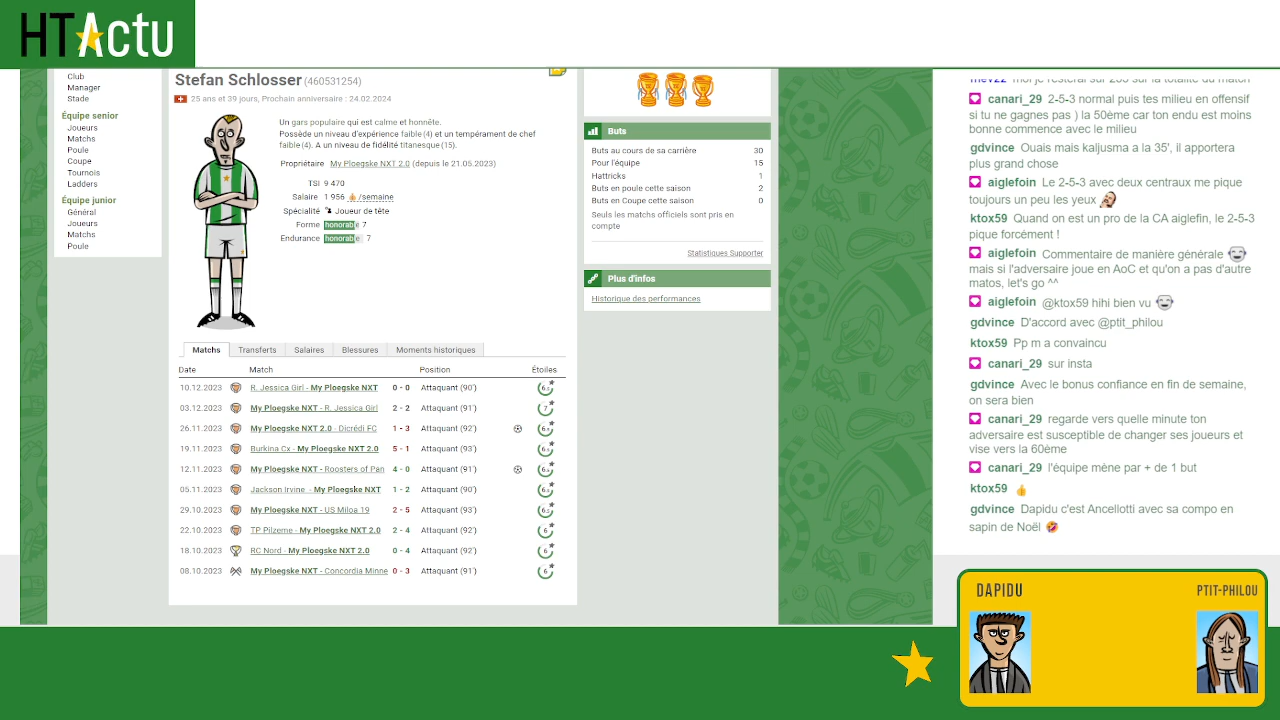 HTActu
Club
Manager
Stade
Équipe senior
Joueurs
Matchs
Poule
Coupe
Tournois
Ladders
Équipe junior
Général
Joueurs
Matchs
Poule
Stefan Schlosser (460531254)
25 ans et 39 jours, Prochain anniversaire : 24.02.2024
Un gars populaire qui est calme et honnête.
Possède un niveau d'expérience faible (4) et un tempérament de chef
faible (4). A un niveau de fidélité titanesque (15).
Propriétaire My Ploegske NXT 2.0 (depuis le 21.05.2023)
TSI 9 470
Salaire 1 956 /semaine
Spécialité Joueur de tête
Forme honorable 7
Endurance honorable 7
Matchs Transferts Salaires Blessures Moments historiques
Date Match Position Étoiles
10.12.2023 R. Jessica Girl - My Ploegske NXT 0 - 0 Attaquant (90')
03.12.2023 My Ploegske NXT - R. Jessica Girl 2 - 2 Attaquant (91') 7
26.11.2023 My Ploegske NXT 2.0 - Dicrédi FC 1 - 3 Attaquant (92')
19.11.2023 Burkina Cx - My Ploegske NXT 2.0 5 - 1 Attaquant (93')
12.11.2023 My Ploegske NXT - Roosters of Pan 4 - 0 Attaquant (91')
05.11.2023 Jackson Irvine - My Ploegske NXT 1 - 2 Attaquant (90')
29.10.2023 My Ploegske NXT - US Miloa 19 2 - 5 Attaquant (93')
22.10.2023 TP Pilzeme - My Ploegske NXT 2.0 2 - 4 Attaquant (92') 6
18.10.2023 RC Nord - My Ploegske NXT 2.0 0 - 4 Attaquant (92') 6
08.10.2023 My Ploegske NXT - Concordia Minne 0 - 3 Attaquant (91') 6
Buts
Buts au cours de sa carrière 30
Pour l'équipe 15
Hattricks 1
Buts en poule cette saison 2
Buts en Coupe cette saison 0
Seuls les matchs officiels sont pris en
compte
Statistiques Supporter
Plus d'infos
Historique des performances
moi je resterai sur 253 sur la totalité du match
canari_29 2-5-3 normal puis tes milieu en offensif
si tu ne gagnes pas ) la 50ème car ton endu est moins
bonne commence avec le milieu
gdvince Ouais mais kaljusma a la 35', il apportera
plus grand chose
aiglefoin Le 2-5-3 avec deux centraux me pique
toujours un peu les yeux
ktox59 Quand on est un pro de la CA aiglefin, le 2-5-3
pique forcément !
aiglefoin Commentaire de manière générale
mais si l'adversaire joue en AoC et qu'on a pas d'autre
matos, let's go ^^
aiglefoin @ktox59 hihi bien vu
gdvince D'accord avec @ptit_philou
ktox59 Pp m a convaincu
canari_29 sur insta
gdvince Avec le bonus confiance en fin de semaine,
on sera bien
canari_29 regarde vers quelle minute ton
adversaire est susceptible de changer ses joueurs et
vise vers la 60ème
canari_29 l'équipe mène par + de 1 but
ktox59
gdvince Dapidu c'est Ancellotti avec sa compo en
sapin de Noël
DAPIDU
PTIT-PHILOU